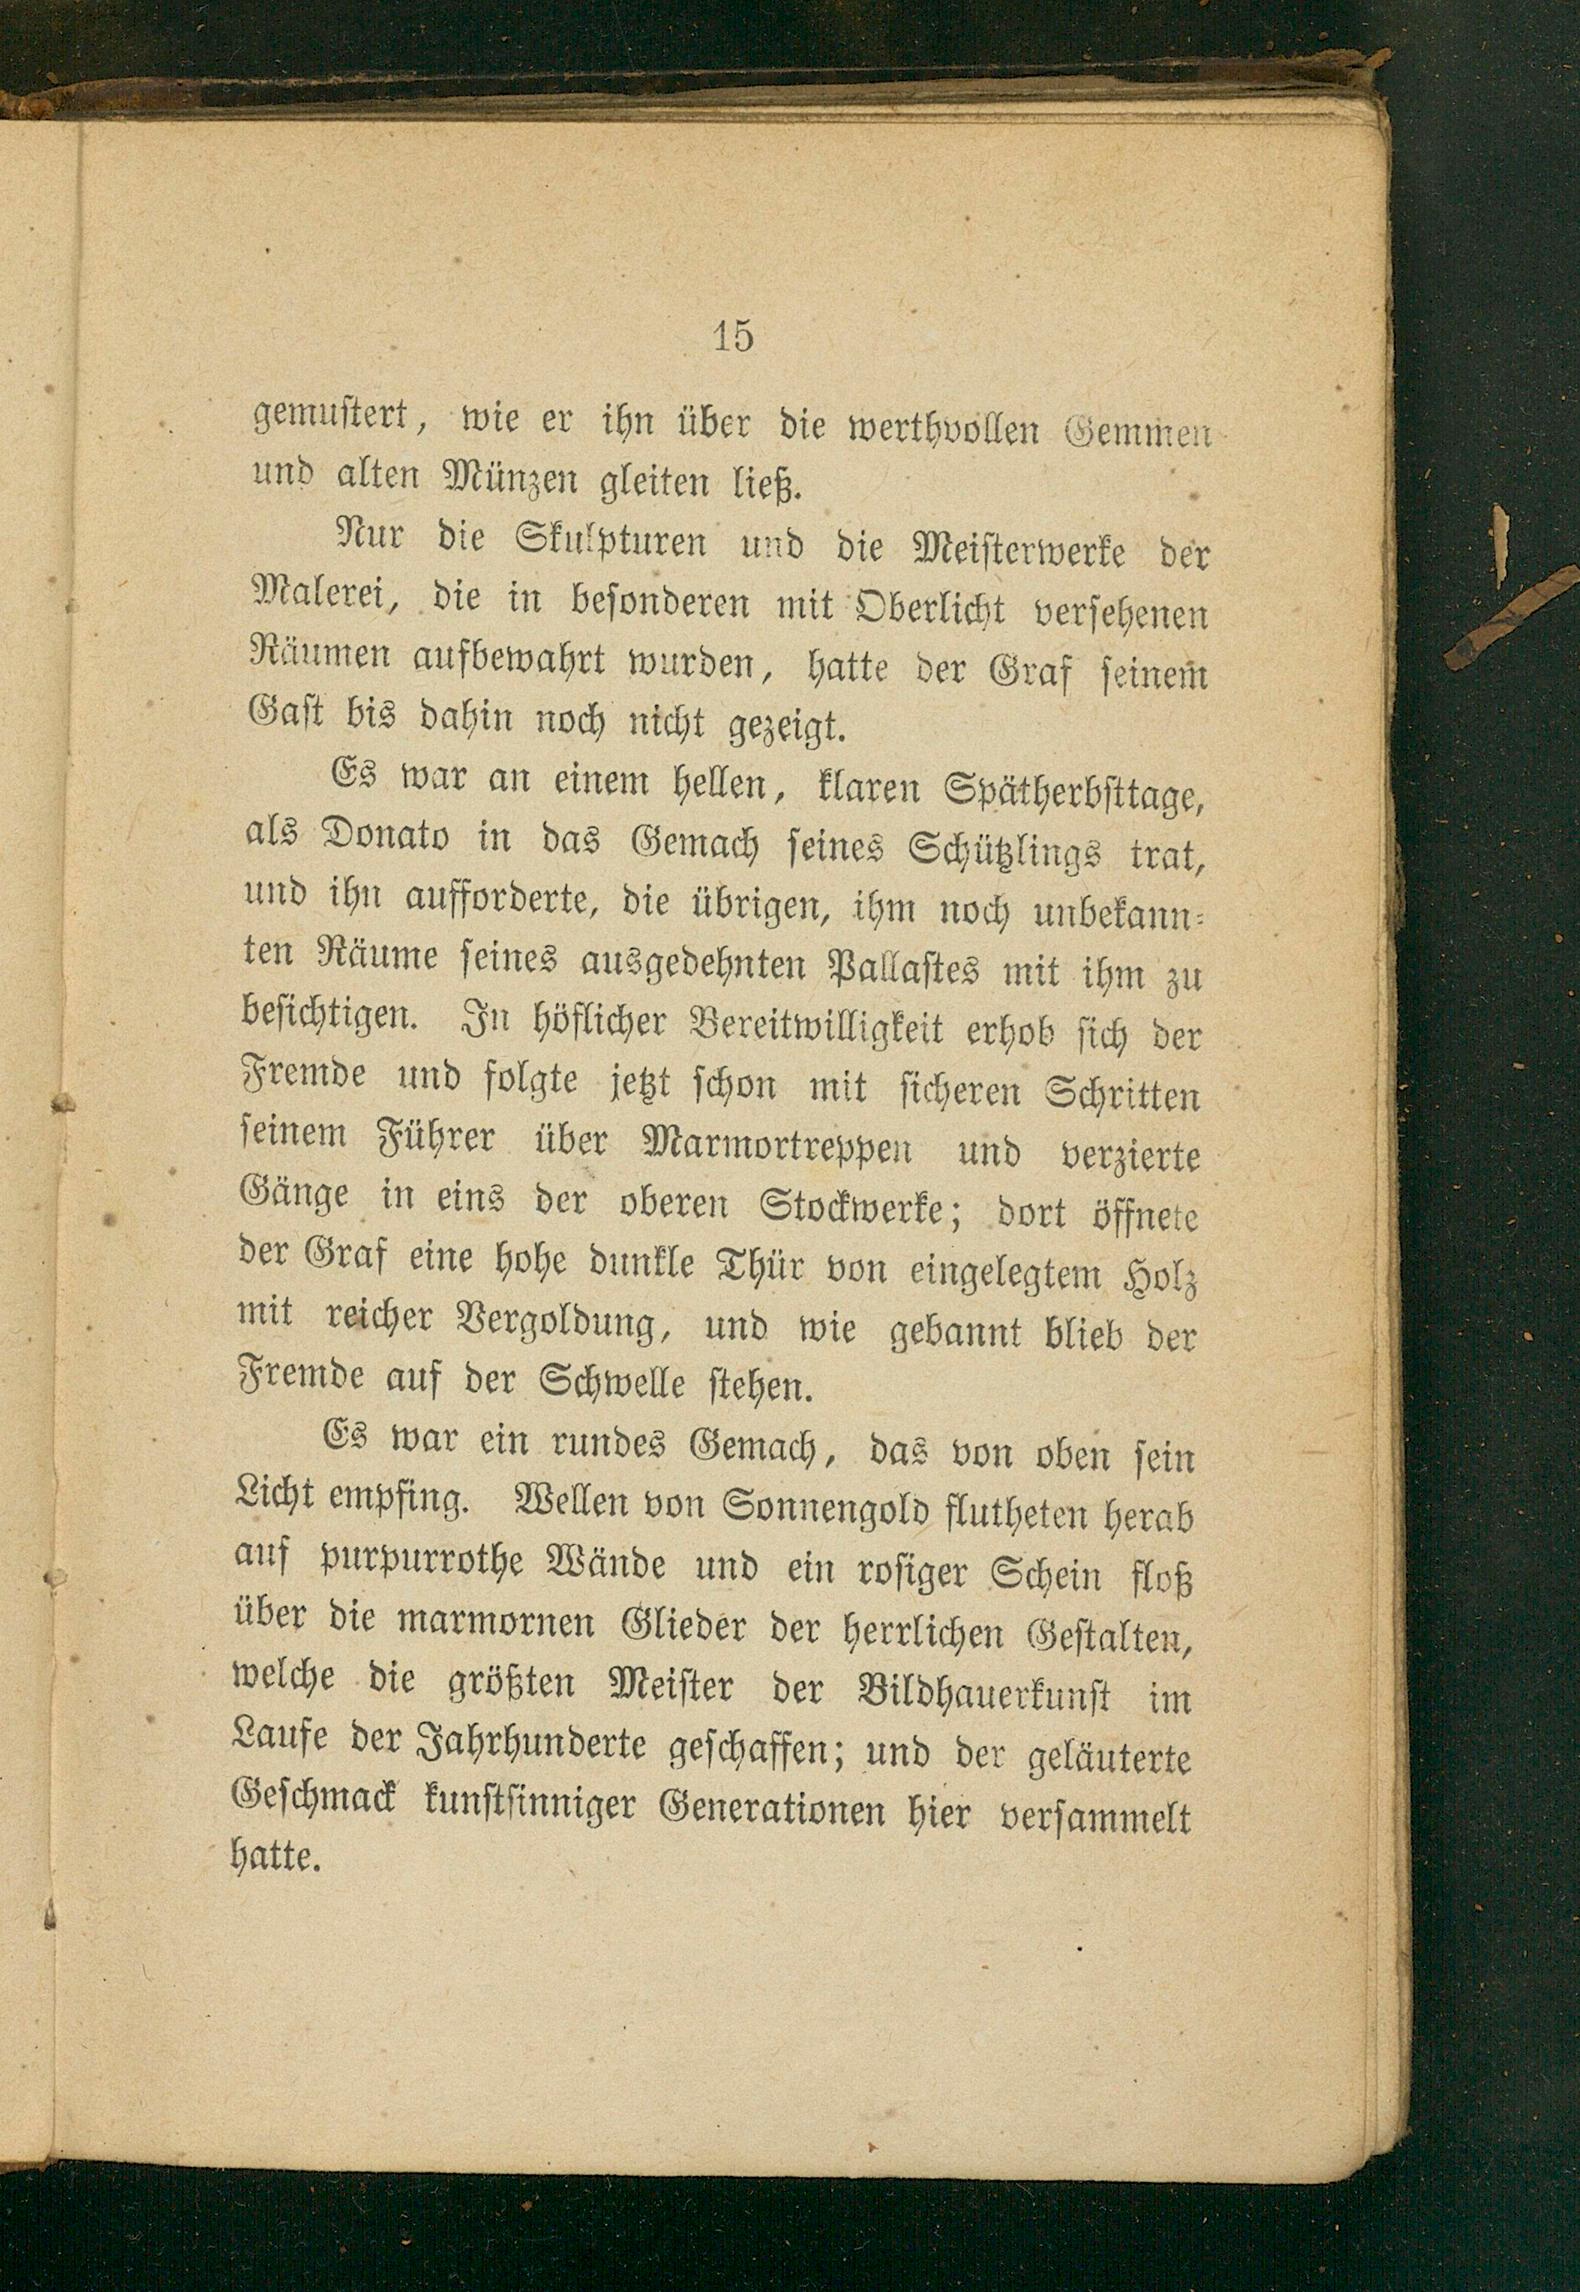 15
gemustert, wie er ihn über die werthvollen Gemmen
und alten Münzen gleiten ließ.
Nur die Skulpturen und die Meisterwerke der
Malerei, die in besonderen mit Oberlicht versehenen
Räumen aufbewahrt wurden, hatte der Graf seinem
Gast bis dahin noch nicht gezeigt.
Es war an einem hellen, klaren Spätherbsttage,
als Donato in das Gemach seines Schützlings trat,
und ihn aufforderte, die übrigen, ihm noch unbekann-
ten Räume seines ausgedehnten Pallastes mit ihm zu
besichtigen. In höflicher Bereitwilligkeit erhob sich der
Fremde und folgte jetzt schon mit sicheren Schritten
seinem Führer über Marmortreppen und verzierte
Gänge in eins der oberen Stockwerke; dort öffnete
der Graf eine hohe dunkle Thür von eingelegtem Holz
mit reicher Vergoldung, und wie gebannt blieb der
Fremde auf der Schwelle stehen.
Es war ein rundes Gemach, das von oben sein
Licht empfing. Wellen von Sonnengold flutheten herab
auf purpurrothe Wände und ein rosiger Schein floß
über die marmornen Glieder der herrlichen Gestalten,
welche die größten Meister der Bildhauerkunst im
Laufe der Jahrhunderte geschaffen; und der geläuterte
Geschmack kunstsinniger Generationen hier versammelt
hatte.